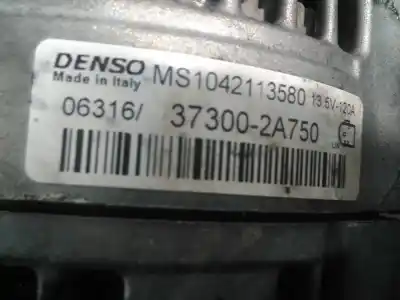 DENSO MS1042113580 13.5V-120A
Made in Italy
06316/ 37300-2A750